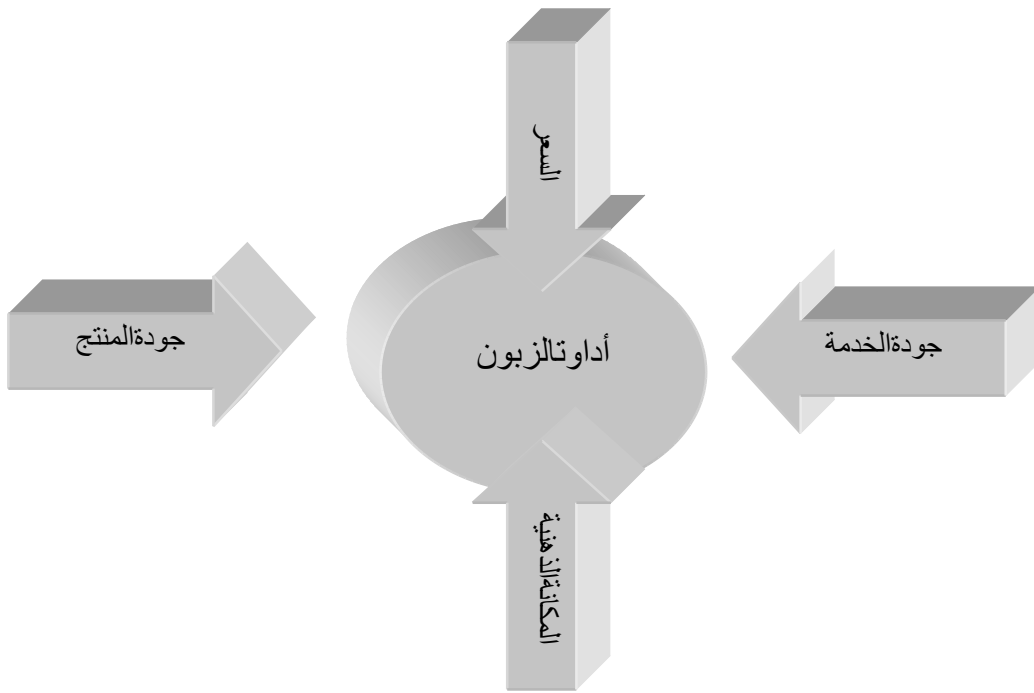 السعر
جودةالخدمة
أداوتالزبون
جودةالمنتج
المكانةالذهنية